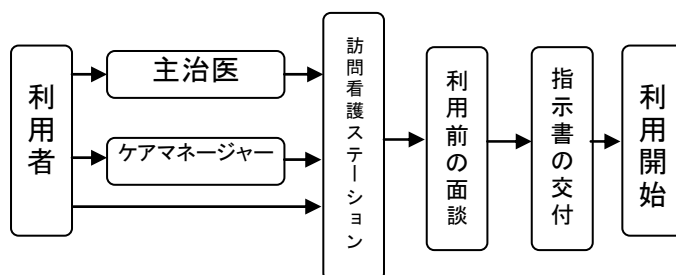 利用者
主治医
ケアマネージャー
訪問看護ステーション
利用前の面談
指示書の交付
利用開始